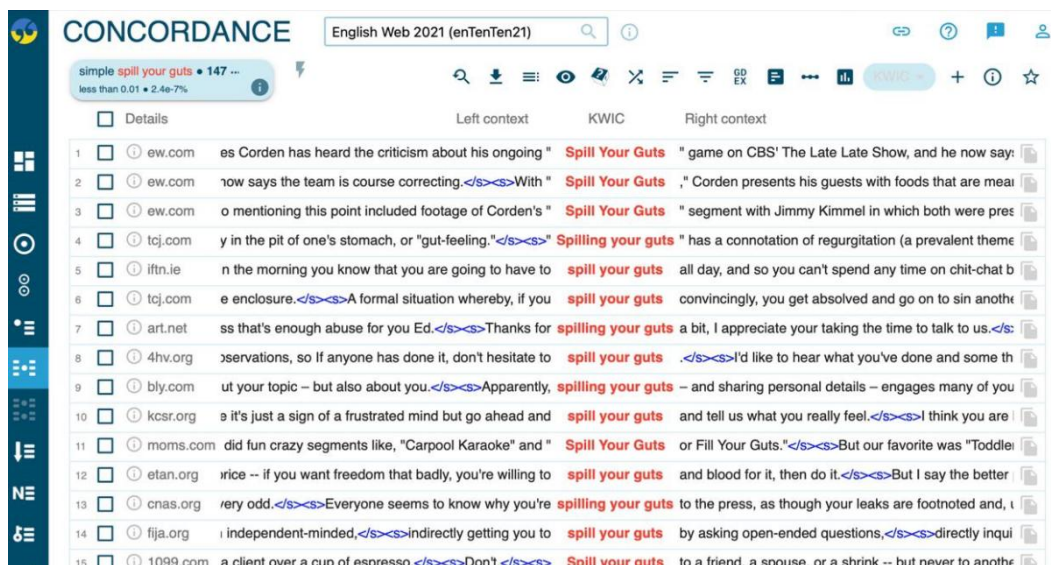 CONCORDANCE
English Web 2021 (enTenTen21)
simple spill your guts • 147 ...
less than 0.01 • 2.4e-7%
GD
EX
KWIC
Details Left context KWIC Right context
1 ew.com es Corden has heard the criticism about his ongoing " Spill Your Guts " game on CBS' The Late Late Show, and he now says
2 ew.com now says the team is course correcting.</s><s>With " Spill Your Guts ," Corden presents his guests with foods that are
3 ew.com o mentioning this point included footage of Corden's " Spill Your Guts " segment with Jimmy Kimmel in which both were pres
4 tcj.com y in the pit of one's stomach, or "gut-feeling."</s><s>" Spilling your guts " has a connotation of regurgitation (a prevalent theme
5 iftn.ie n the morning you know that you are going to have to spill your guts all day, and so you can't spend any time on chit-chat b
6 tcj.com e enclosure.</s><s>A formal situation whereby, if you spill your guts convincingly, you get absolved and go on to sin anothe
7 art.net ss that's enough abuse for you Ed.</s><s>Thanks for spilling your guts a bit, I appreciate your taking the time to talk to us.</s>
8 4hv.org oservations, so If anyone has done it, don't hesitate to spill your guts .</s><s>I'd like to hear what you've done and some th
9 bly.com ut your topic – but also about you.</s><s>Apparently, spilling your guts – and sharing personal details – engages many of you
10 kcsr.org e it's just a sign of a frustrated mind but go ahead and spill your guts and tell us what you really feel.</s><s>I think you are
11 moms.com did fun crazy segments like, "Carpool Karaoke" and " Spill Your Guts or Fill Your Guts."</s><s>But our favorite was "Toddle
12 etan.org price -- if you want freedom that badly, you're willing to spill your guts and blood for it, then do it.</s><s>But I say the better
13 cnas.org very odd.</s><s>Everyone seems to know why you're spilling your guts to the press, as though your leaks are footnoted and,
14 fija.org independent-minded,</s><s>indirectly getting you to spill your guts by asking open-ended questions,</s><s>directly inqui
15 1099.com a client over a cup of espresso.</s><s>Don't </s><s> Spill your guts to a friend, a spouse, or a shrink -- but never to anothe